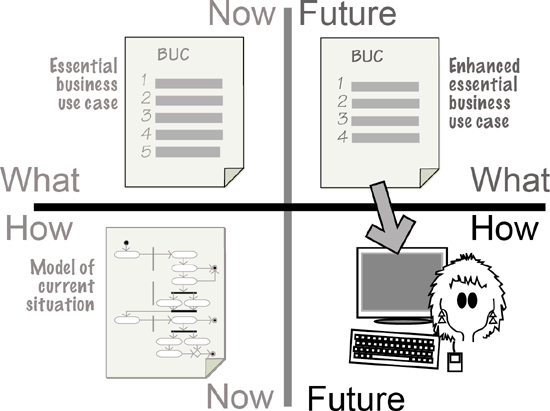 Now
Future
Essential
business
use case
BUC
1
2
3
4
5
BUC
1
2
3
4
Enhanced
essential
business
use case
What
What
How
How
Model of
current
situation
Now
Future